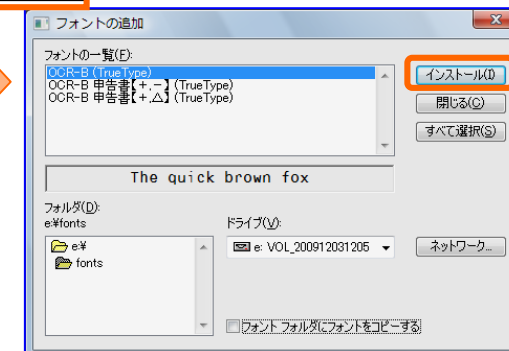 フォントの追加
フォントの一覧(F):
OCR-B (TrueType)
OCR-B 申告書【+,-】(TrueType)
OCR-B 申告書【+,△】(TrueType)
インストール(I)
閉じる(C)
すべて選択(S)
The quick brown fox
フォルダ(D):
e:¥fonts
ドライブ(V):
e:¥
fonts
e: VOL_200912031205
ネットワーク...
フォント フォルダにフォントをコピーする